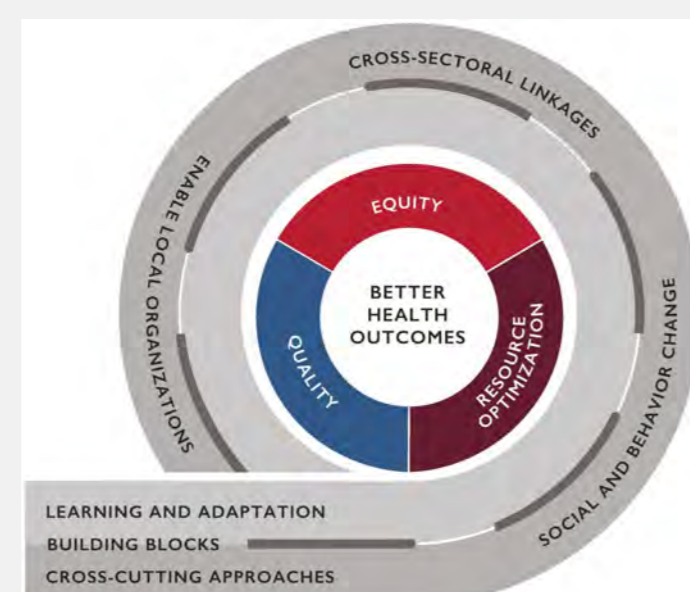 CROSS-SECTORAL LINKAGES
ENABLE LOCAL ORGANIZATIONS
SOCIAL AND BEHAVIOR CHANGE
EQUITY
QUALITY
RESOURCE
OPTIMIZATION
BETTER
HEALTH
OUTCOMES
LEARNING AND ADAPTATION
BUILDING BLOCKS
CROSS-CUTTING APPROACHES